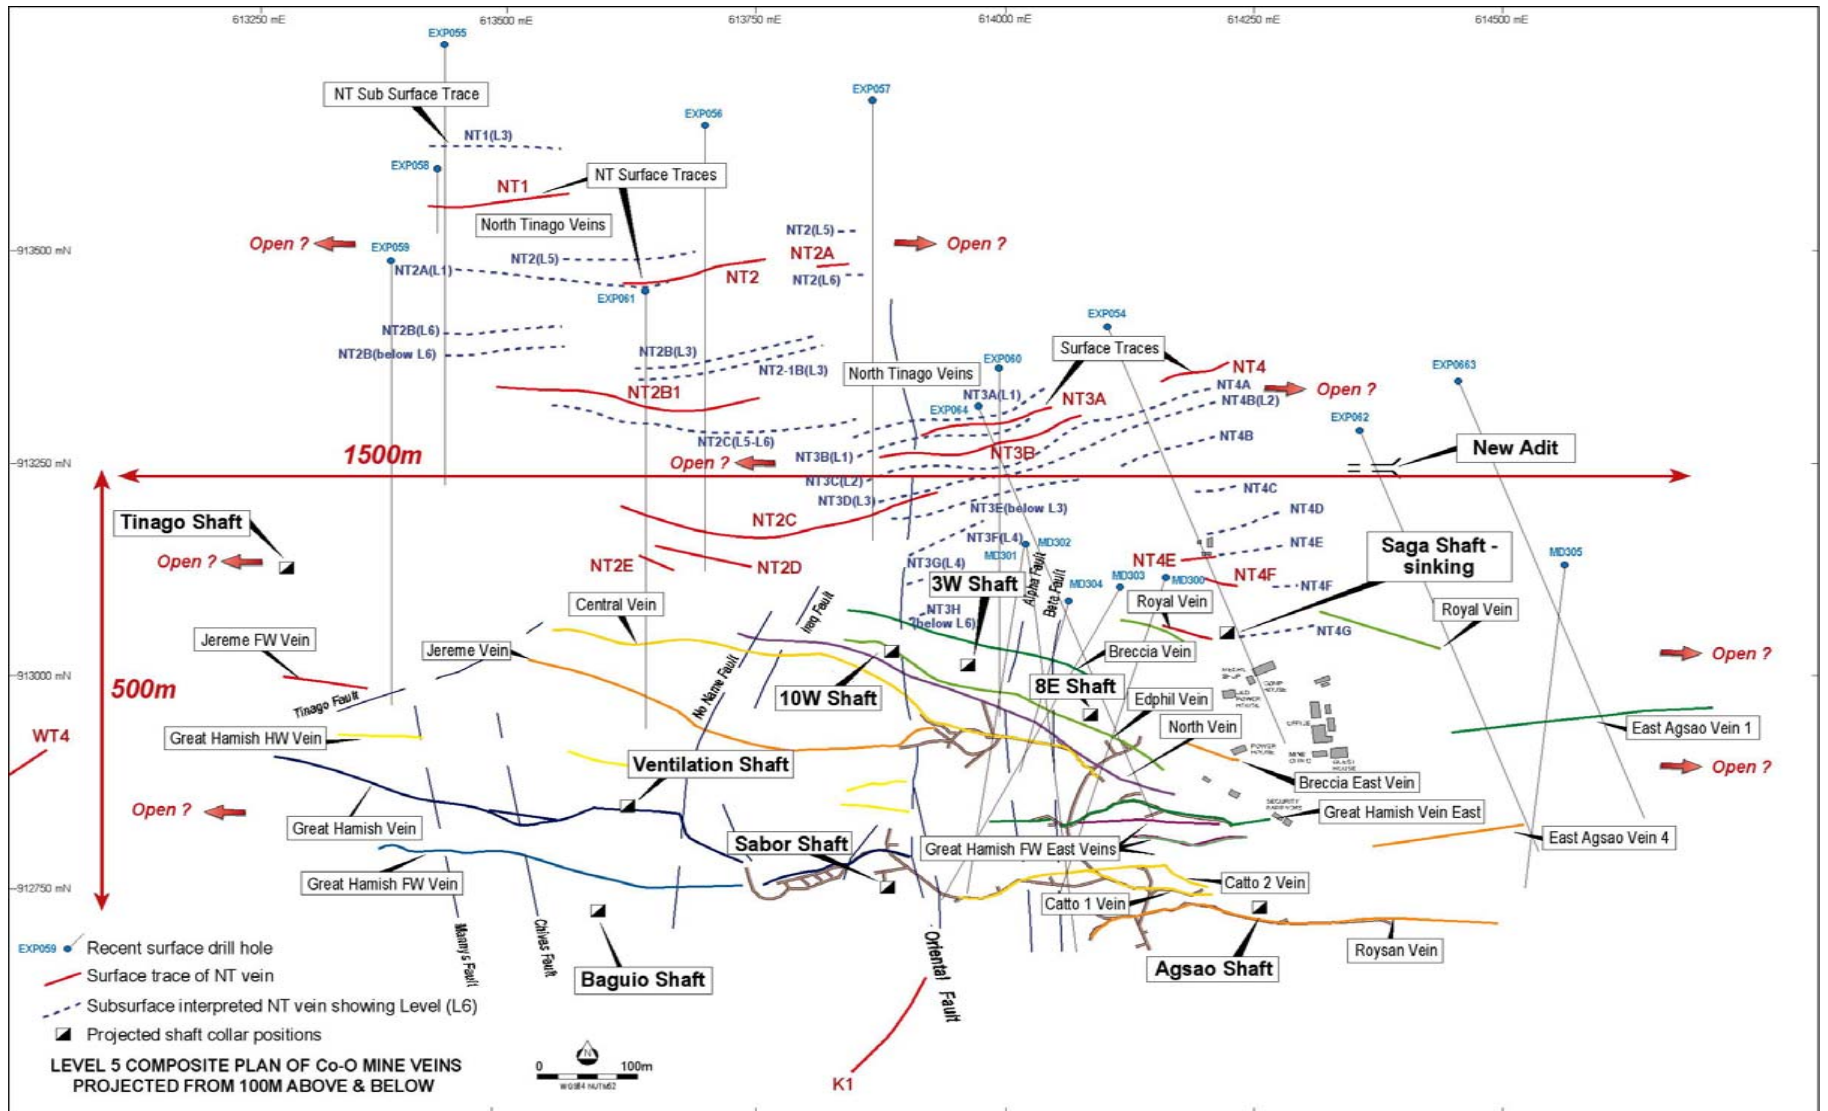 613250 mE
613500 mE
613750 mE
614000 mE
614250 mE
614500 mE
EXP055
NT Sub Surface Trace
EXP057
EXP056
NT1(L3)
EXP058
NT Surface Traces
NT1
North Tinago Veins
NT2(L5)
Open ?
EXP059
NT2A
Open ?
913500 mN
NT2(L5)
NT2A(L1)
NT2
NT2(L6)
EXP061
EXP054
NT2B(L6)
NT2B(below L6)
NT2B(L3)
NT2-1B(L3)
Surface Traces
EXP060
North Tinago Veins
NT4
EXP0663
NT4A
Open ?
NT2B1
NT3A(L1)
NT3A
NT4B(L2)
EXP064
EXP062
NT2C(L5-L6)
NT4B
New Adit
1500m
NT3B(L1)
NT3B
913250 mN
Open ?
NT3C(L2)
NT4C
NT3D(L3)
NT3E(below L3)
NT4D
Tinago Shaft
NT2C
NT3F(L4)
NT4E
Saga Shaft -
sinking
MD301
MD302
MD305
Open ?
NT2E
NT2D
NT3G(L4)
NT4E
NT4F
NT4F
3W Shaft
Alpha Fault
Beta Fault
MD304
MD303
MD300
Central Vein
Iraq Fault
NT3H
?below L6)
Royal Vein
Royal Vein
NT4G
Jereme FW Vein
Jereme Vein
Breccia Vein
Open ?
913000 mN
500m
No Name Fault
10W Shaft
8E Shaft
Edphil Vein
Tinago Fault
POWER
HOUSE
OFFICE
North Vein
East Agsao Vein 1
WT4
Great Hamish HW Vein
POWER
HOUSE
MINE
CLINIC
HOUSE
Ventilation Shaft
Open ?
Breccia East Vein
Open ?
SECURITY
Great Hamish Vein East
Great Hamish Vein
Sabor Shaft
Great Hamish FW East Veins
East Agsao Vein 4
Great Hamish FW Vein
912750 mN
Catto 2 Vein
Catto 1 Vein
Manny's Fault
Chivas Fault
Oriental Fault
Roysan Vein
Agsao Shaft
Baguio Shaft
EXP059 Recent surface drill hole
Surface trace of NT vein
Subsurface interpreted NT vein showing Level (L6)
Projected shaft collar positions
LEVEL 5 COMPOSITE PLAN OF Co-O MINE VEINS
PROJECTED FROM 100M ABOVE & BELOW
N
0 100m
K1